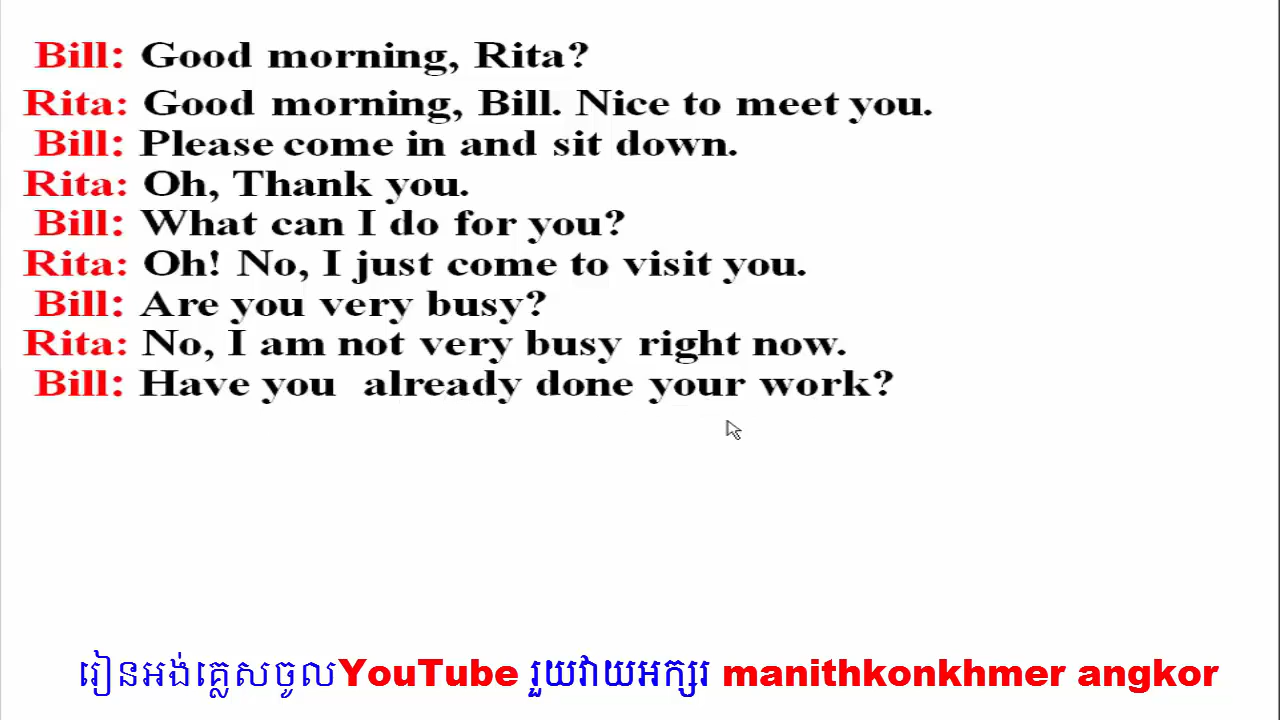 Bill: Good morning, Rita?
Rita: Good morning, Bill. Nice to meet you.
Bill: Please come in and sit down.
Rita: Oh, Thank you.
Bill: What can I do for you?
Rita: Oh! No, I just come to visit you.
Bill: Are you very busy?
Rita: No, I am not very busy right now.
Bill: Have you already done your work?
រៀនអង់គ្លេសចូលYouTube រួយវាយអក្សរ manithkonkhmer angkor